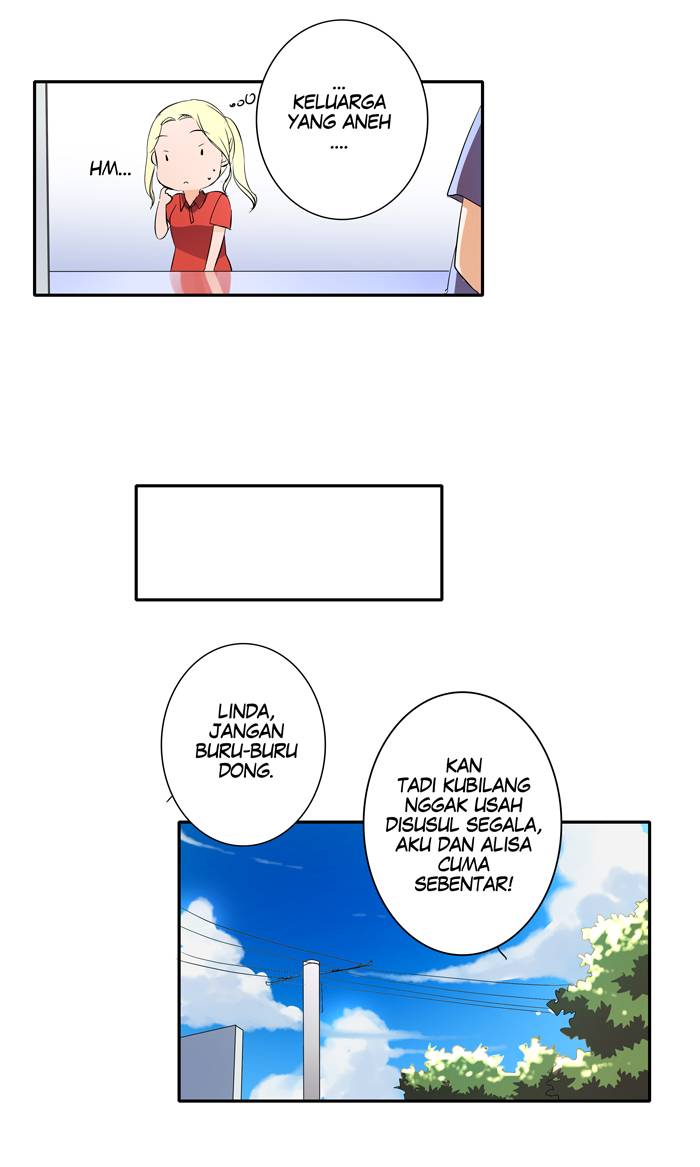 ...
KELUARGA
YANG ANEH
....
HM...
LINDA,
JANGAN
BURU-BURU
DONG.
KAN
TADI KUBILANG
NGGAK USAH
DISUSUL SEGALA,
AKU DAN ALISA
CUMA
SEBENTAR!